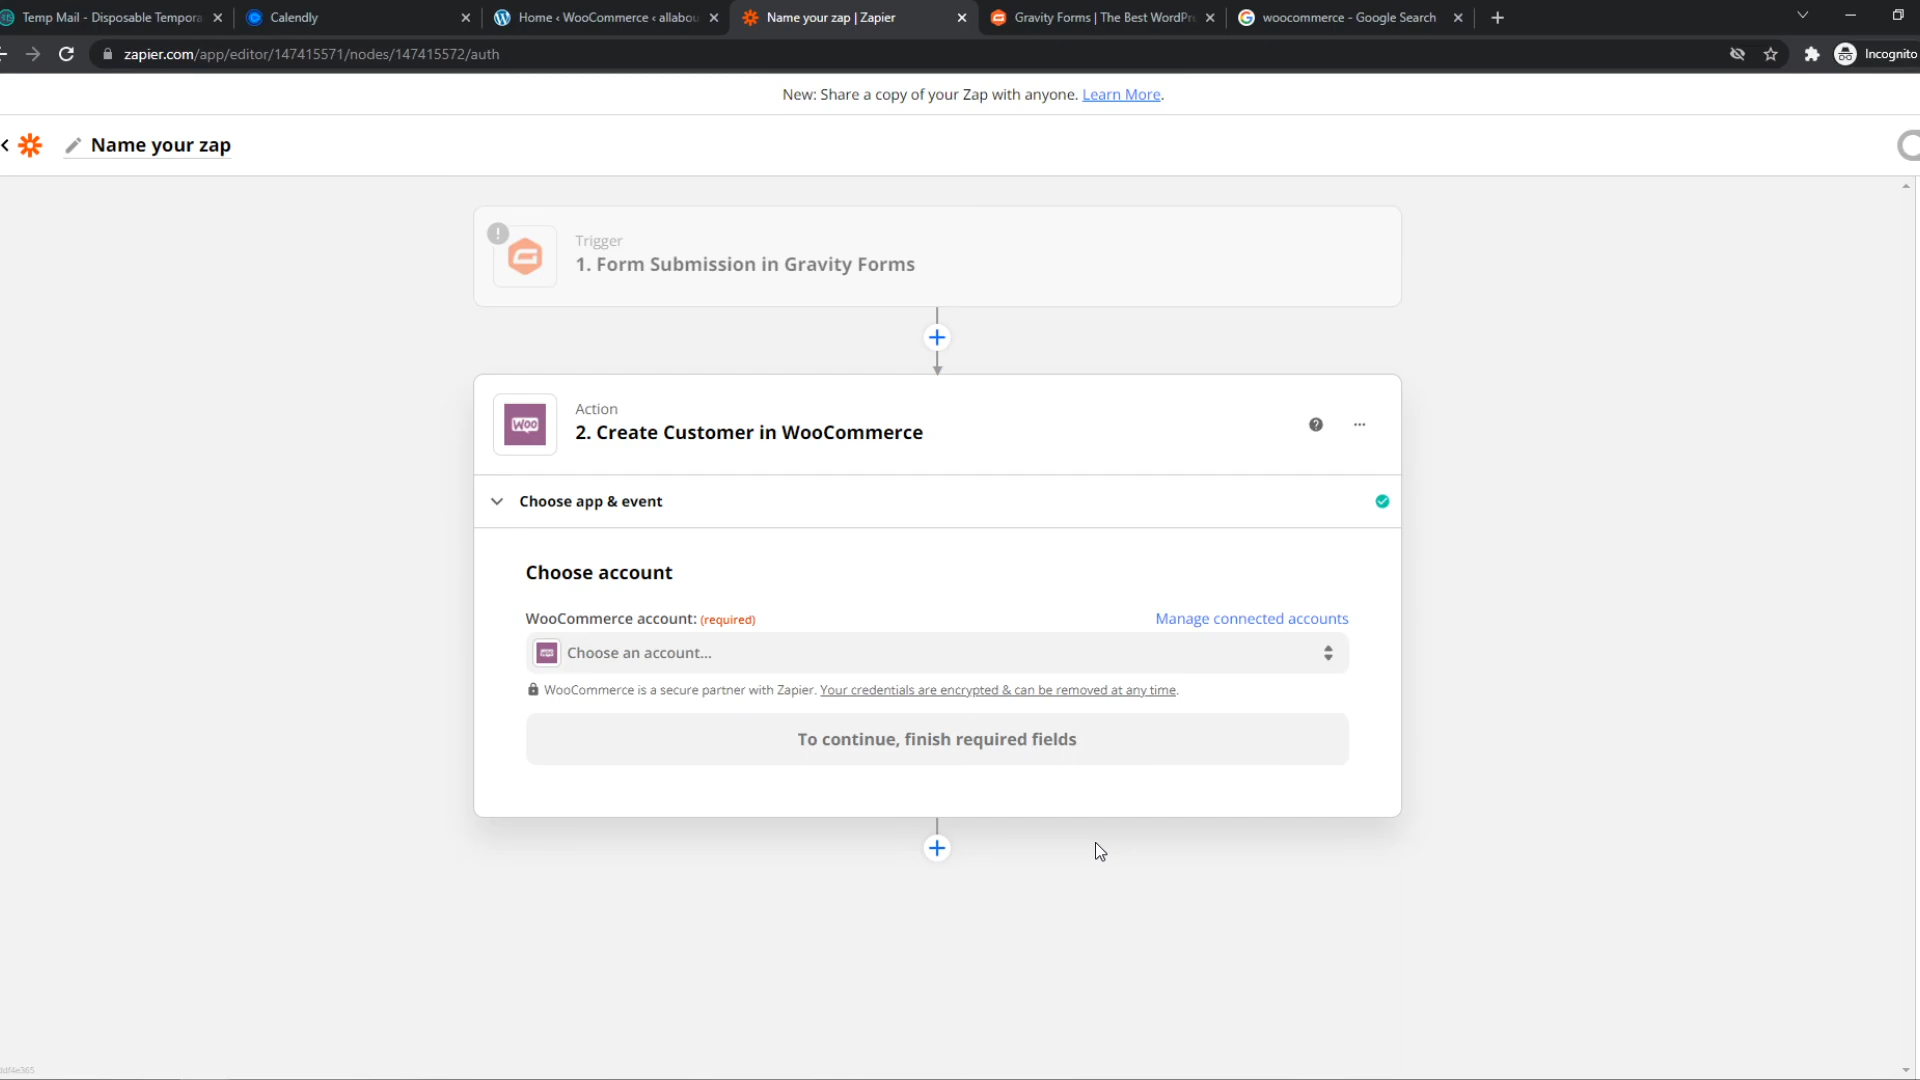 Temp Mail - Disposable Tempora
Calendly
Home ‹ WooCommerce ‹ allabou
Name your zap | Zapier
Gravity Forms | The Best WordPr
woocommerce - Google Search
zapier.com/app/editor/147415571/nodes/147415572/auth
Incognito
New: Share a copy of your Zap with anyone. Learn More.
Name your zap
Trigger
1. Form Submission in Gravity Forms
Action
2. Create Customer in WooCommerce
Choose app & event
Choose account
WooCommerce account: (required)
Manage connected accounts
Choose an account...
WooCommerce is a secure partner with Zapier. Your credentials are encrypted & can be removed at any time.
To continue, finish required fields